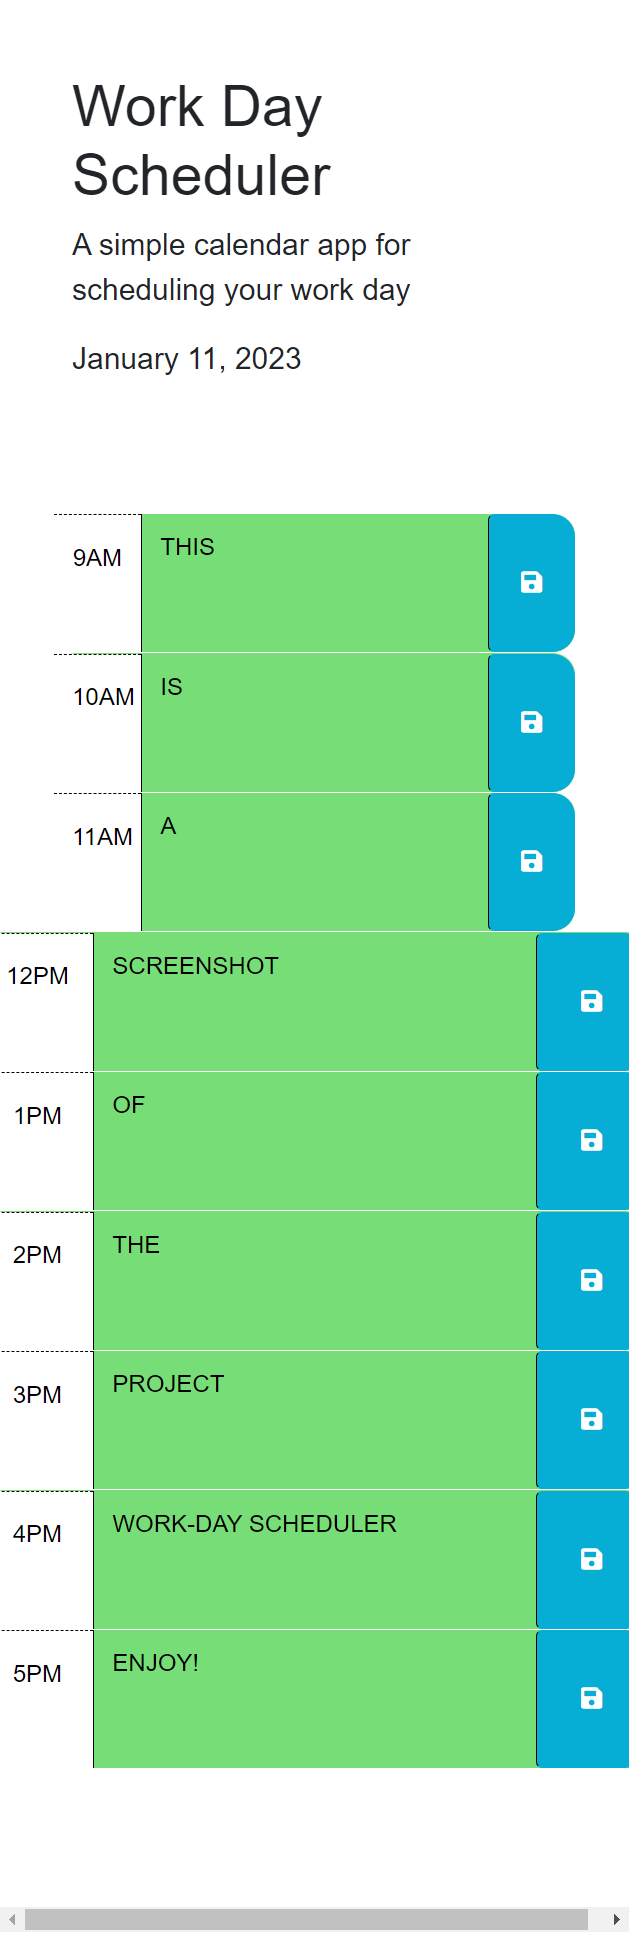 Work Day
Scheduler
A simple calendar app for
scheduling your work day
January 11, 2023
9AM THIS
10AM IS
11AM A
12PM SCREENSHOT
1PM OF
2PM THE
3PM PROJECT
4PM WORK-DAY SCHEDULER
5PM ENJOY!